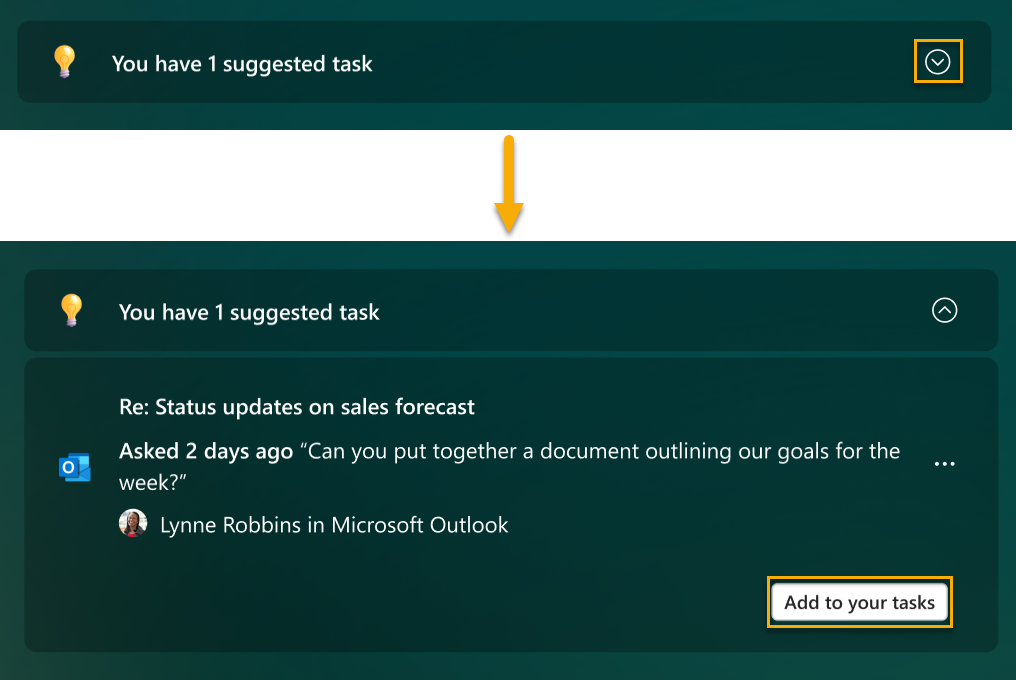 You have 1 suggested task
You have 1 suggested task
Re: Status updates on sales forecast
Asked 2 days ago “Can you put together a document outlining our goals for the
week?”
O
Lynne Robbins in Microsoft Outlook
Add to your tasks